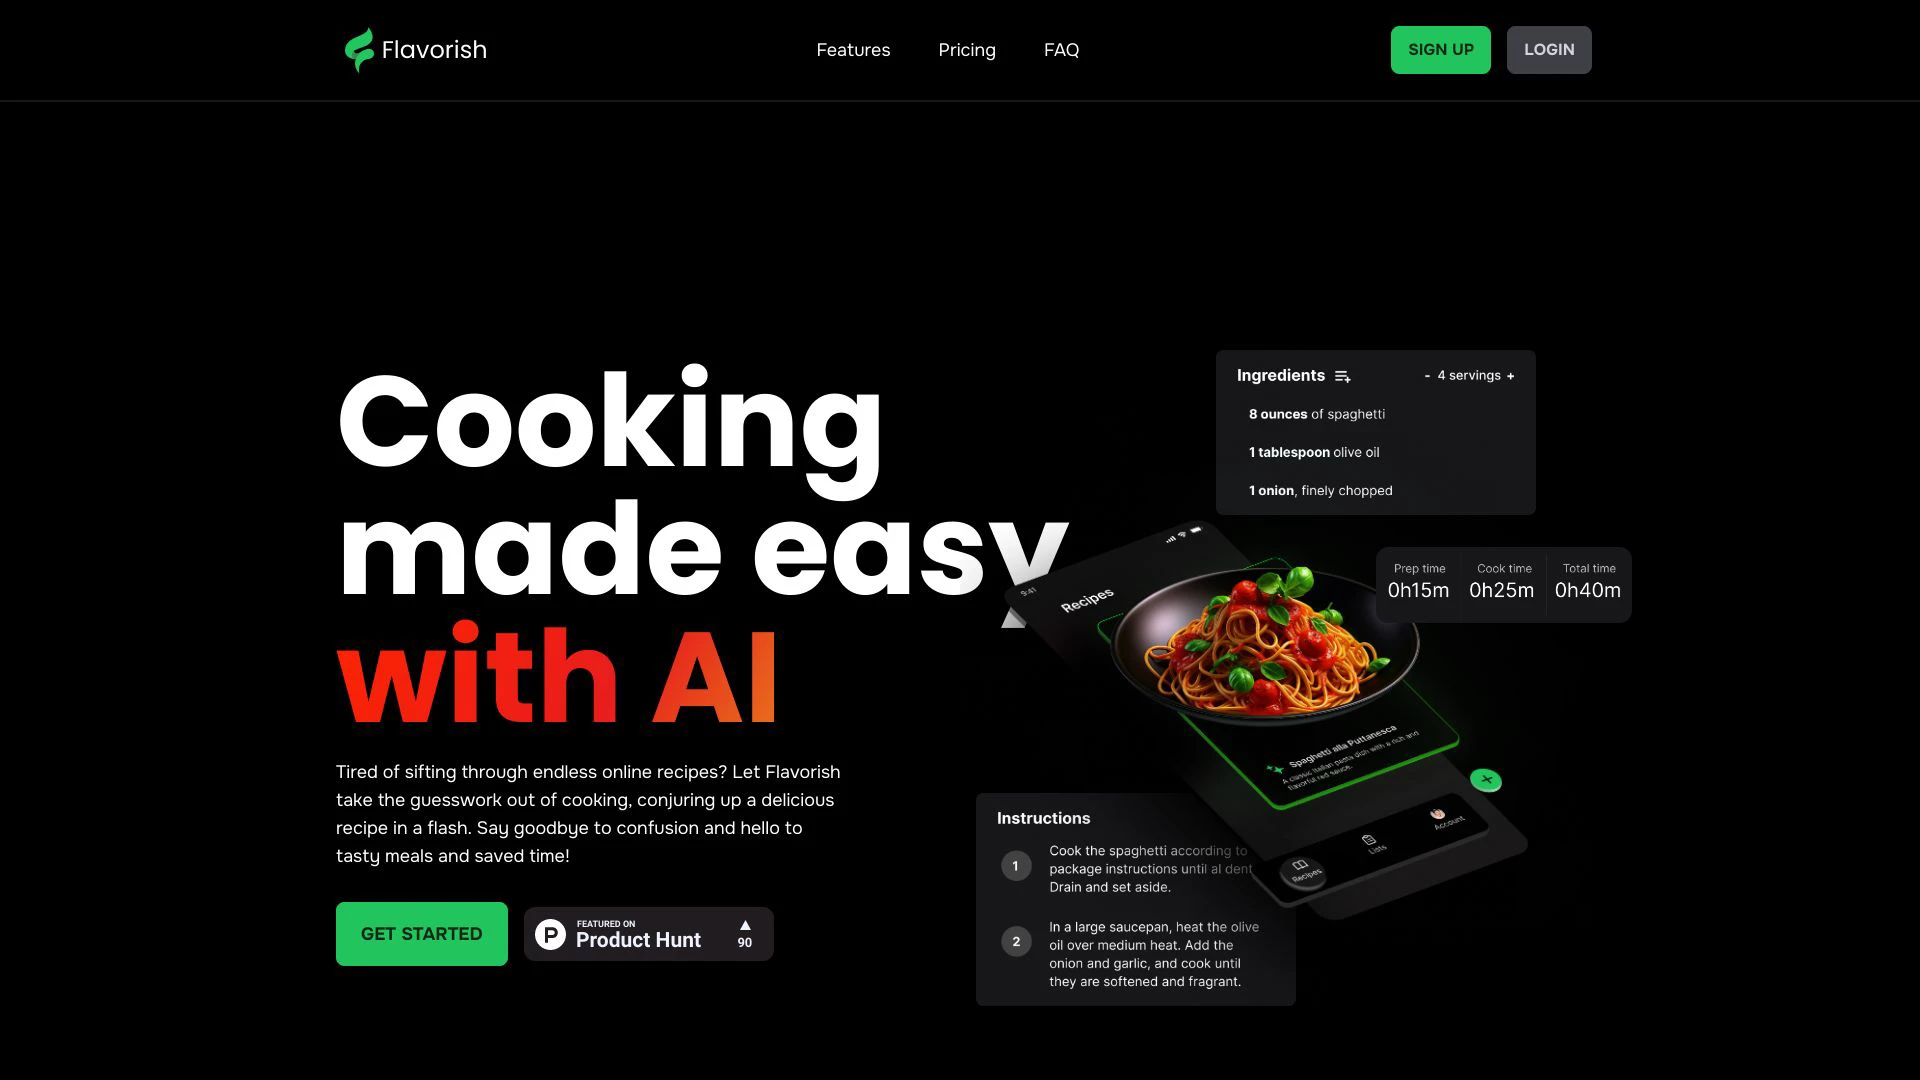 Flavorish
Features
Pricing
FAQ
SIGN UP
LOGIN
Cooking
made easy
with AI
Tired of sifting through endless online recipes? Let Flavorish
take the guesswork out of cooking, conjuring up a delicious
recipe in a flash. Say goodbye to confusion and hello to
tasty meals and saved time!
GET STARTED
P
FEATURED ON
Product Hunt
▲
90
Ingredients
- 4 servings +
8 ounces of spaghetti
1 tablespoon olive oil
1 onion, finely chopped
9:41
Recipes
Prep time
0h15m
Cook time
0h25m
Total time
0h40m
Spaghetti alla Puttanesca
A classic Italian pasta dish with a rich and
flavorful red sauce.
Recipes
Lists
Account
Instructions
1
Cook the spaghetti according to
package instructions until al dent
Drain and set aside.
2
In a large saucepan, heat the olive
oil over medium heat. Add the
onion and garlic, and cook until
they are softened and fragrant.